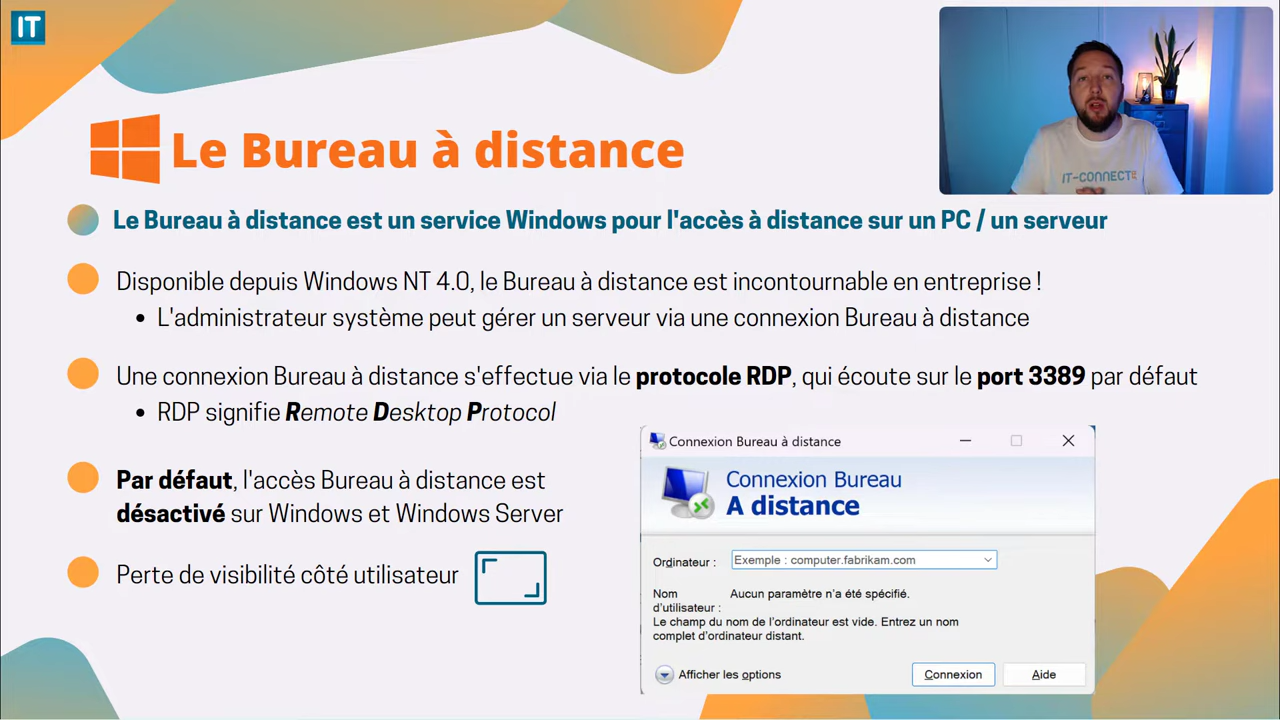 IT
Le Bureau à distance
IT-CONNECT
Le Bureau à distance est un service Windows pour l'accès à distance sur un PC / un serveur
Disponible depuis Windows NT 4.0, le Bureau à distance est incontournable en entreprise !
• L'administrateur système peut gérer un serveur via une connexion Bureau à distance
Une connexion Bureau à distance s'effectue via le protocole RDP, qui écoute sur le port 3389 par défaut
• RDP signifie Remote Desktop Protocol
Par défaut, l'accès Bureau à distance est
désactivé sur Windows et Windows Server
Perte de visibilité côté utilisateur
Connexion Bureau à distance
Connexion Bureau
A distance
Ordinateur : Exemple : computer.fabrikam.com
Nom Aucun paramètre n'a été spécifié.
d'utilisateur :
Le champ du nom de l'ordinateur est vide. Entrez un nom
complet d'ordinateur distant.
Afficher les options Connexion Aide